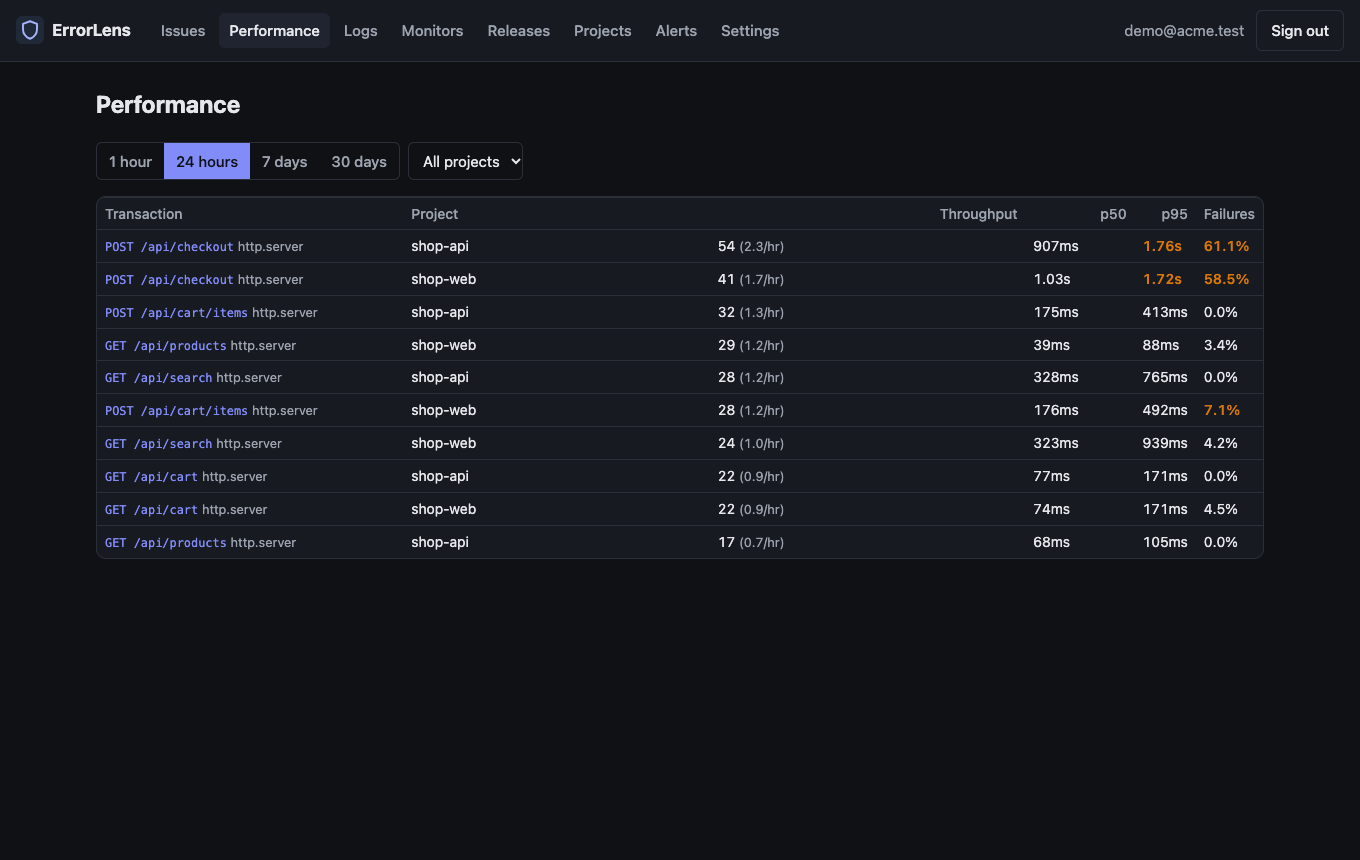 ErrorLens Issues Performance Logs Monitors Releases Projects Alerts Settings demo@acme.test Sign out
Performance
1 hour 24 hours 7 days 30 days All projects
Transaction Project Throughput p50 p95 Failures
POST /api/checkout http.server shop-api 54 (2.3/hr) 907ms 1.76s 61.1%
POST /api/checkout http.server shop-web 41 (1.7/hr) 1.03s 1.72s 58.5%
POST /api/cart/items http.server shop-api 32 (1.3/hr) 175ms 413ms 0.0%
GET /api/products http.server shop-web 29 (1.2/hr) 39ms 88ms 3.4%
GET /api/search http.server shop-api 28 (1.2/hr) 328ms 765ms 0.0%
POST /api/cart/items http.server shop-web 28 (1.2/hr) 176ms 492ms 7.1%
GET /api/search http.server shop-web 24 (1.0/hr) 323ms 939ms 4.2%
GET /api/cart http.server shop-api 22 (0.9/hr) 77ms 171ms 0.0%
GET /api/cart http.server shop-web 22 (0.9/hr) 74ms 171ms 4.5%
GET /api/products http.server shop-api 17 (0.7/hr) 68ms 105ms 0.0%